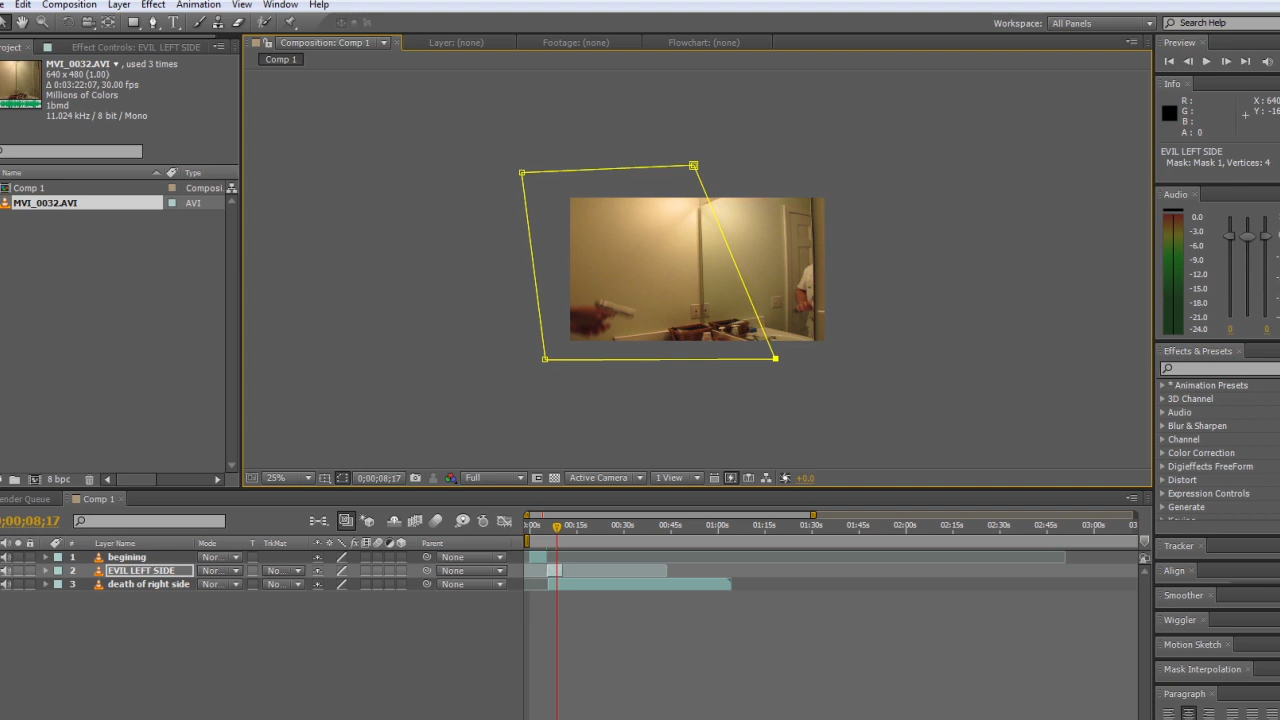 e Edit Composition Layer Effect Animation View Window Help
Workspace: All Panels Search Help
roject Effect Controls: EVIL LEFT SIDE Composition: Comp 1 Layer: (none) Footage: (none) Flowchart: (none) Preview
Comp 1
MVI_0032.AVI , used 3 times
640 x 480 (1.00)
Δ 0:03:22:07, 30.00 fps
Millions of Colors
1bmd
11.024 kHz / 8 bit / Mono
Info
R: X: 640
G: Y: -16
B:
A: 0
EVIL LEFT SIDE
Mask: Mask 1, Vertices: 4
Name Type
Comp 1 Composi
MVI_0032.AVI AVI
Audio
0.0
-3.0
-6.0
-9.0
-12.0
-15.0
-18.0
-21.0
-24.0 0 0
Effects & Presets
* Animation Presets
3D Channel
Audio
Blur & Sharpen
Channel
Color Correction
Digieffects FreeForm
Distort
Expression Controls
Generate
8 bpc 25% 0;00;08;17 Full Active Camera 1 View +0.0
ender Queue Comp 1
0;00;08;17
:00s 00:15s 00:30s 00:45s 01:00s 01:15s 01:30s 01:45s 02:00s 02:15s 02:30s 02:45s 03
# Layer Name Mode T TrkMat Parent
1 begining Nor... None
2 EVIL LEFT SIDE Nor... No... None
3 death of right side Nor... No... None
Tracker
Align
Smoother
Wiggler
Motion Sketch
Mask Interpolation
Paragraph